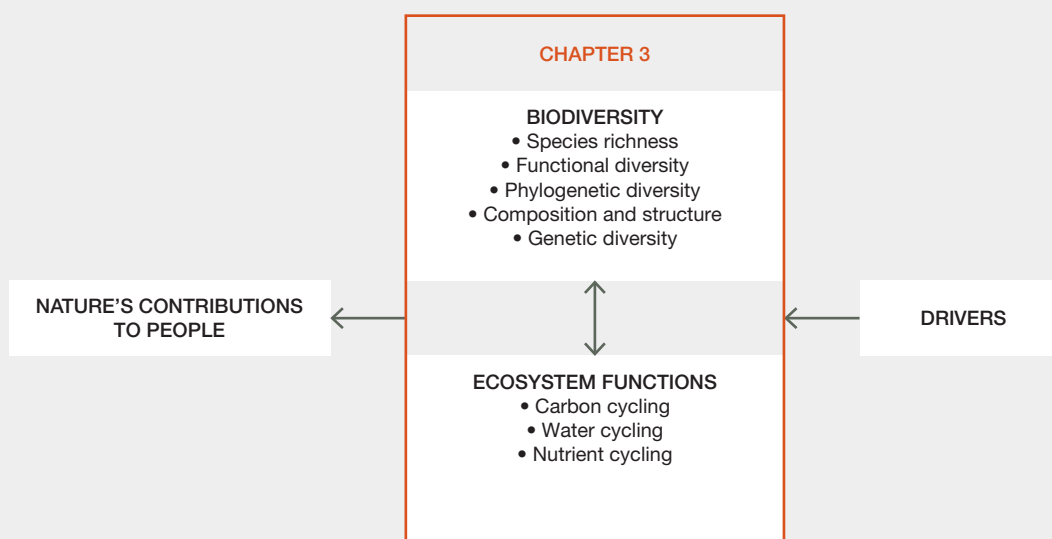 CHAPTER 3
BIODIVERSITY
• Species richness
• Functional diversity
• Phylogenetic diversity
• Composition and structure
• Genetic diversity
NATURE’S CONTRIBUTIONS
TO PEOPLE
DRIVERS
ECOSYSTEM FUNCTIONS
• Carbon cycling
• Water cycling
• Nutrient cycling